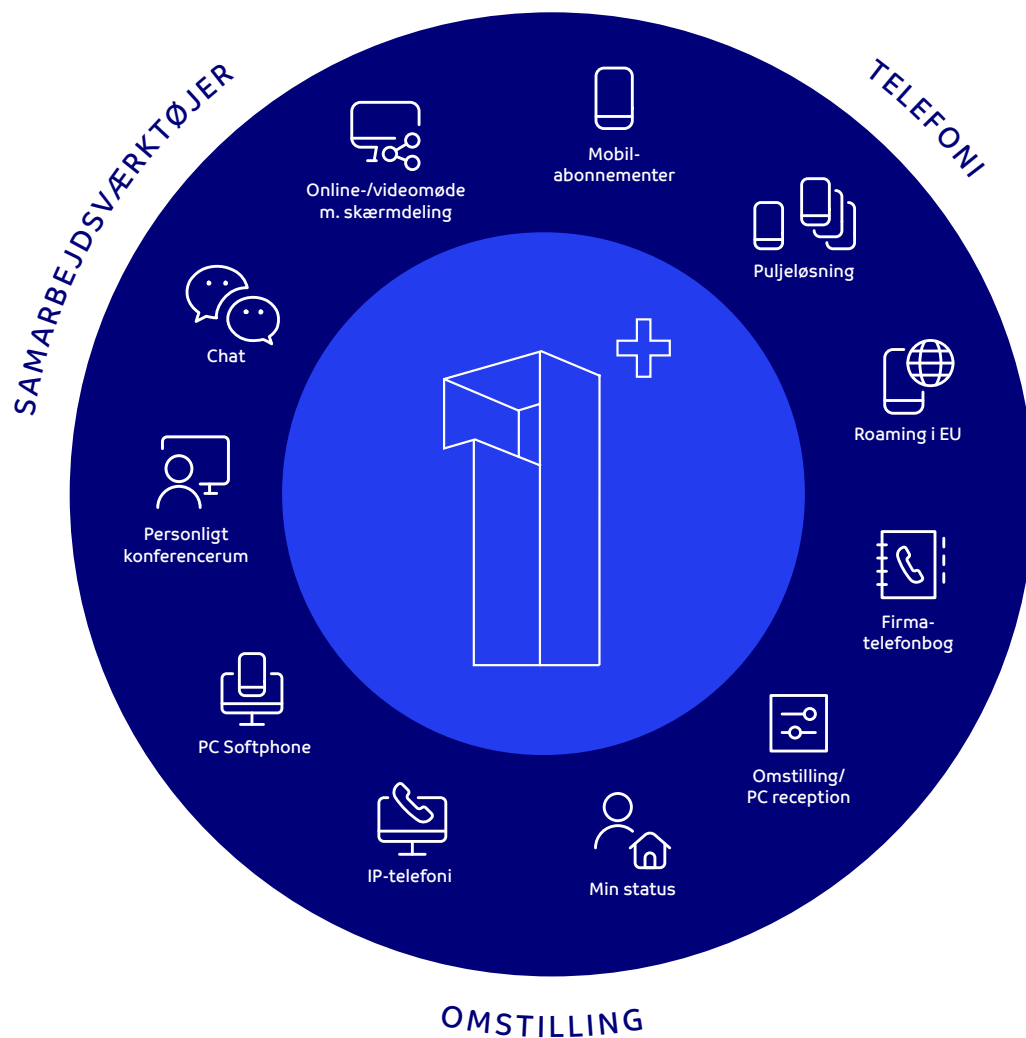 SAMARBEJDSVÆRKTØJER
TELEFONI
Mobil-
abonnementer
Puljeløsning
Roaming i EU
Firma-
telefonbog
Omstilling/
PC reception
Min status
IP-telefoni
PC Softphone
Personligt
konferencerum
Chat
Online-/videomøde
m. skærmdeling
1+
OMSTILLING